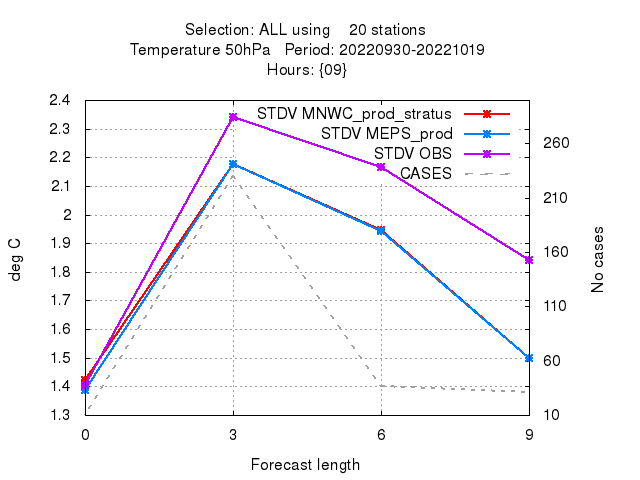 Selection: ALL using    20 stations
Temperature 50hPa   Period: 20220930-20221019
Hours: {09}
STDV MNWC_prod_stratus
STDV MEPS_prod
STDV OBS
CASES
deg C
2.4
2.3
2.2
2.1
2
1.9
1.8
1.7
1.6
1.5
1.4
1.3
260
210
160
110
60
10
No cases
0 3 6 9
Forecast length